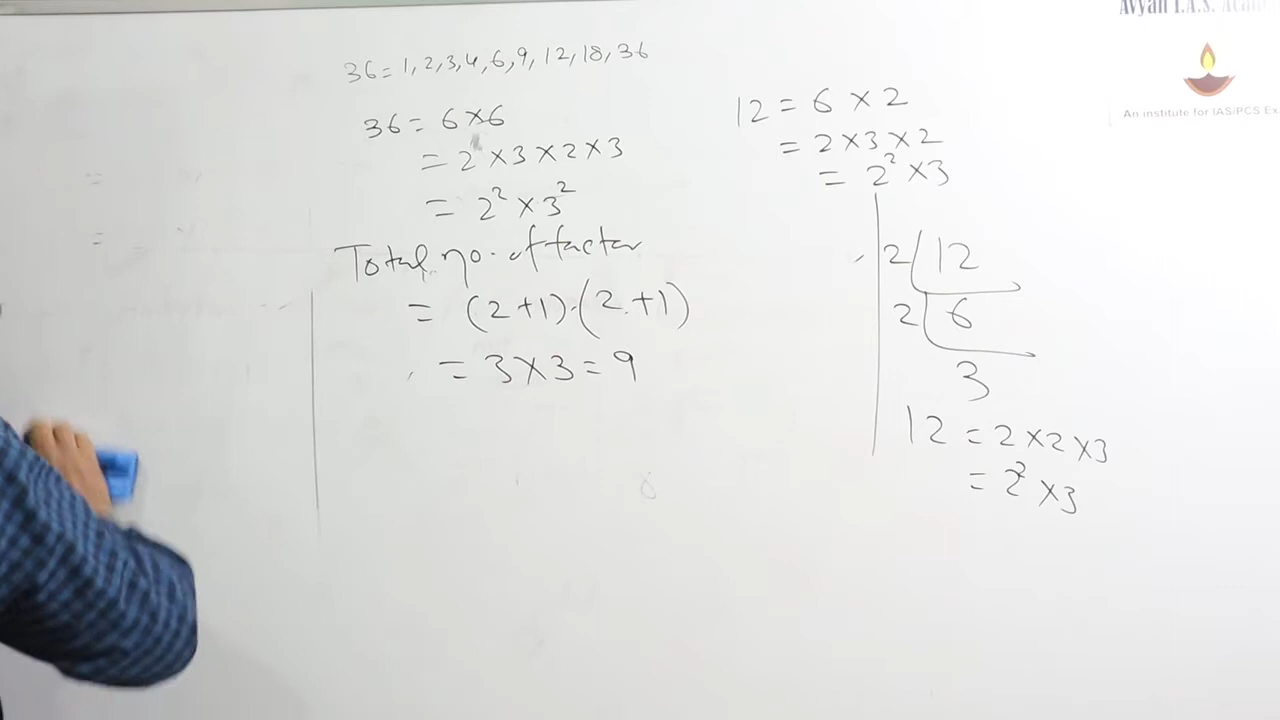 Avyan I.A.S.
An institute for IAS/PCS
36 = 1, 2, 3, 4, 6, 9, 12, 18, 36
36 = 6 × 6
= 2 × 3 × 2 × 3
= 2² × 3²
Total no. of factor
= (2+1)·(2+1)
= 3 × 3 = 9
12 = 6 × 2
= 2 × 3 × 2
= 2² × 3
2 12
2 6
3
12 = 2 × 2 × 3
= 2² × 3